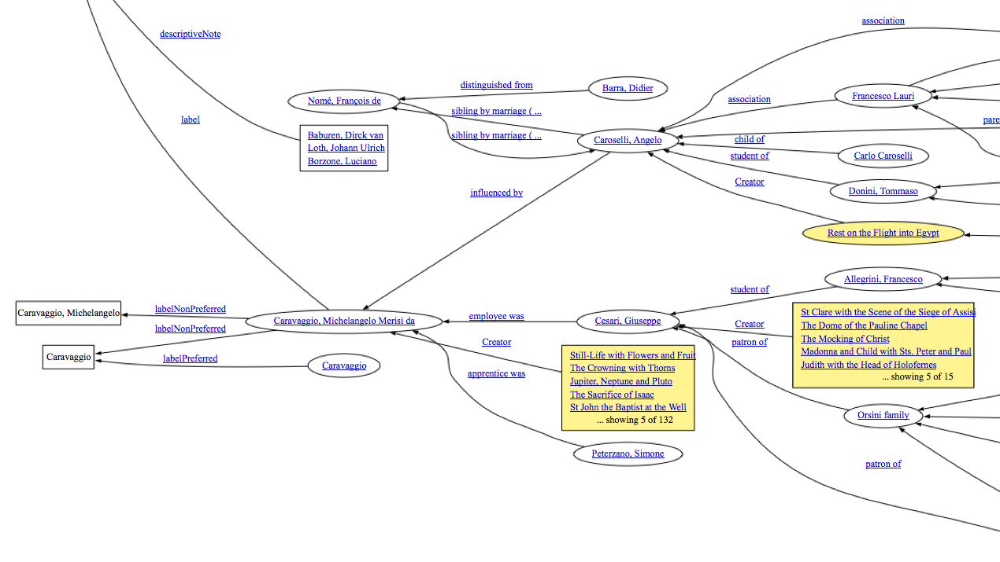 association
descriptiveNote
distinguished from
Barra, Didier
Francesco Lauri
Nomé, François de
association
sibling by marriage ( ...
label
pare
Baburen, Dirck van
Loth, Johann Ulrich
Borzone, Luciano
sibling by marriage ( ...
Caroselli, Angelo
child of
student of
Carlo Caroselli
Creator
influenced by
Donini, Tommaso
Rest on the Flight into Egypt
Allegrini, Francesco
student of
labelNonPreferred
Caravaggio, Michelangelo
labelNonPreferred
Caravaggio, Michelangelo Merisi da
employee was
Cesari, Giuseppe
Creator
patron of
St Clare with the Scene of the Siege of Assisi
The Dome of the Pauline Chapel
The Mocking of Christ
Madonna and Child with Sts. Peter and Paul
Judith with the Head of Holofernes
... showing 5 of 15
Creator
Caravaggio
labelPreferred
Caravaggio
apprentice was
Still-Life with Flowers and Fruit
The Crowning with Thorns
Jupiter, Neptune and Pluto
The Sacrifice of Isaac
St John the Baptist at the Well
... showing 5 of 132
Orsini family
Peterzano, Simone
patron of